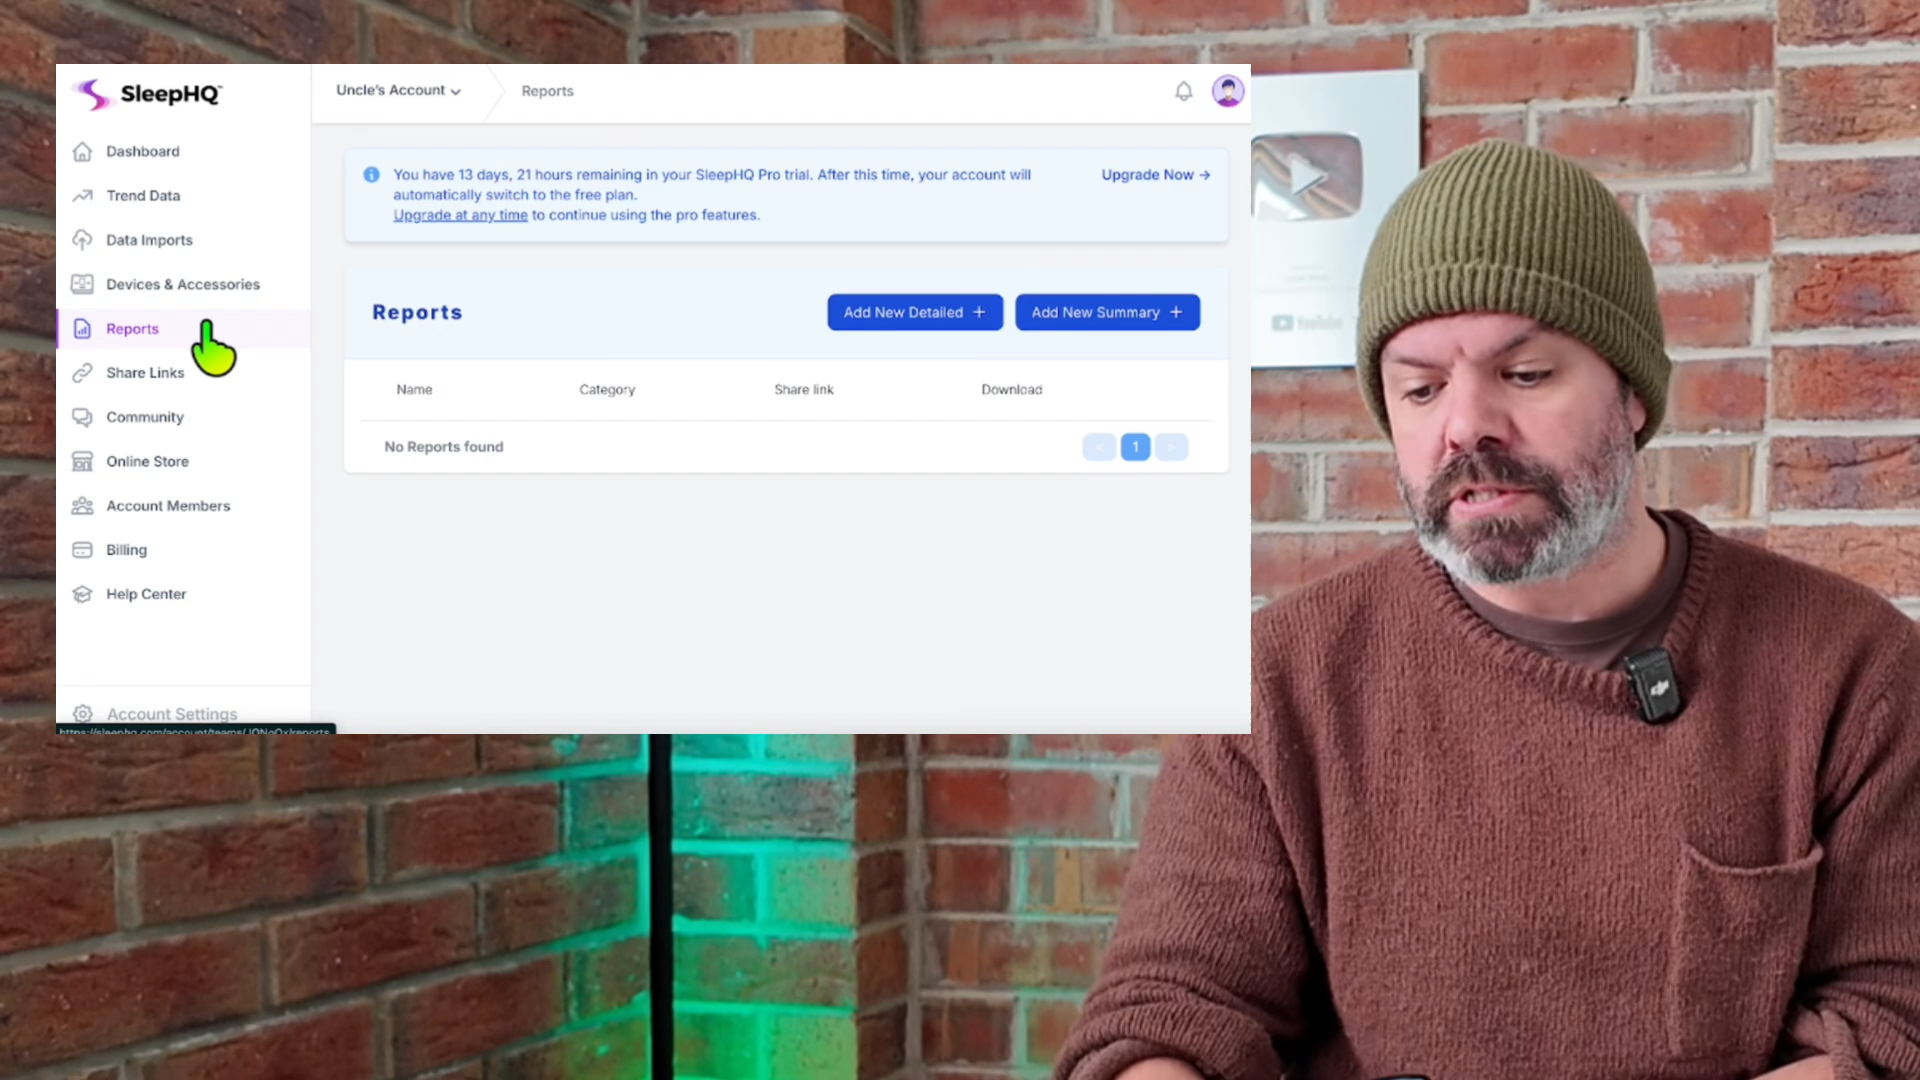 SleepHQ
Uncle's Account
Reports
Dashboard
Trend Data
Data Imports
Devices & Accessories
Reports
Share Links
Community
Online Store
Account Members
Billing
Help Center
Account Settings
You have 13 days, 21 hours remaining in your SleepHQ Pro trial. After this time, your account will
automatically switch to the free plan.
Upgrade at any time to continue using the pro features.
Upgrade Now →
Reports
Add New Detailed +
Add New Summary +
Name Category Share link Download
No Reports found
< 1 >
YouTube
dji